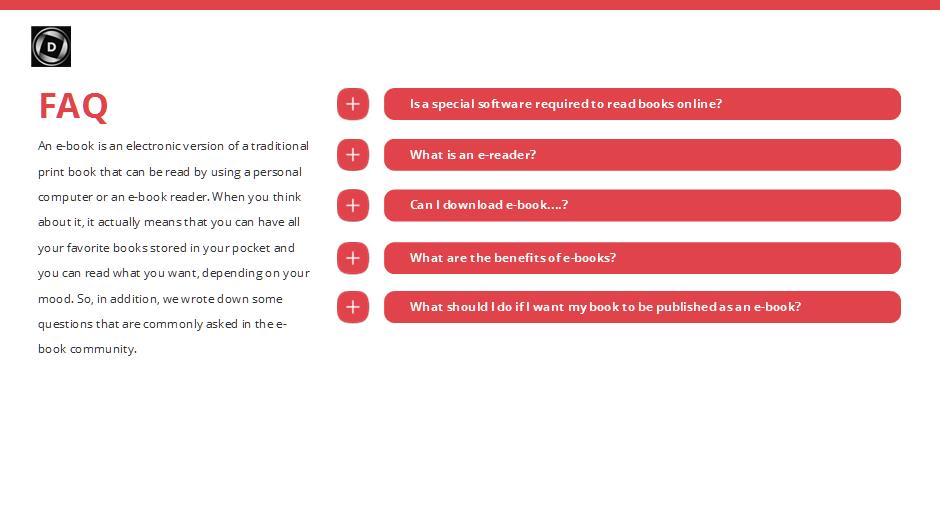 D
FAQ
An e-book is an electronic version of a traditional
print book that can be read by using a personal
computer or an e-book reader. When you think
about it, it actually means that you can have all
your favorite books stored in your pocket and
you can read what you want, depending on your
mood. So, in addition, we wrote down some
questions that are commonly asked in the e-
book community.
Is a special software required to read books online?
What is an e-reader?
Can I download e-book....?
What are the benefits of e-books?
What should I do if I want my book to be published as an e-book?